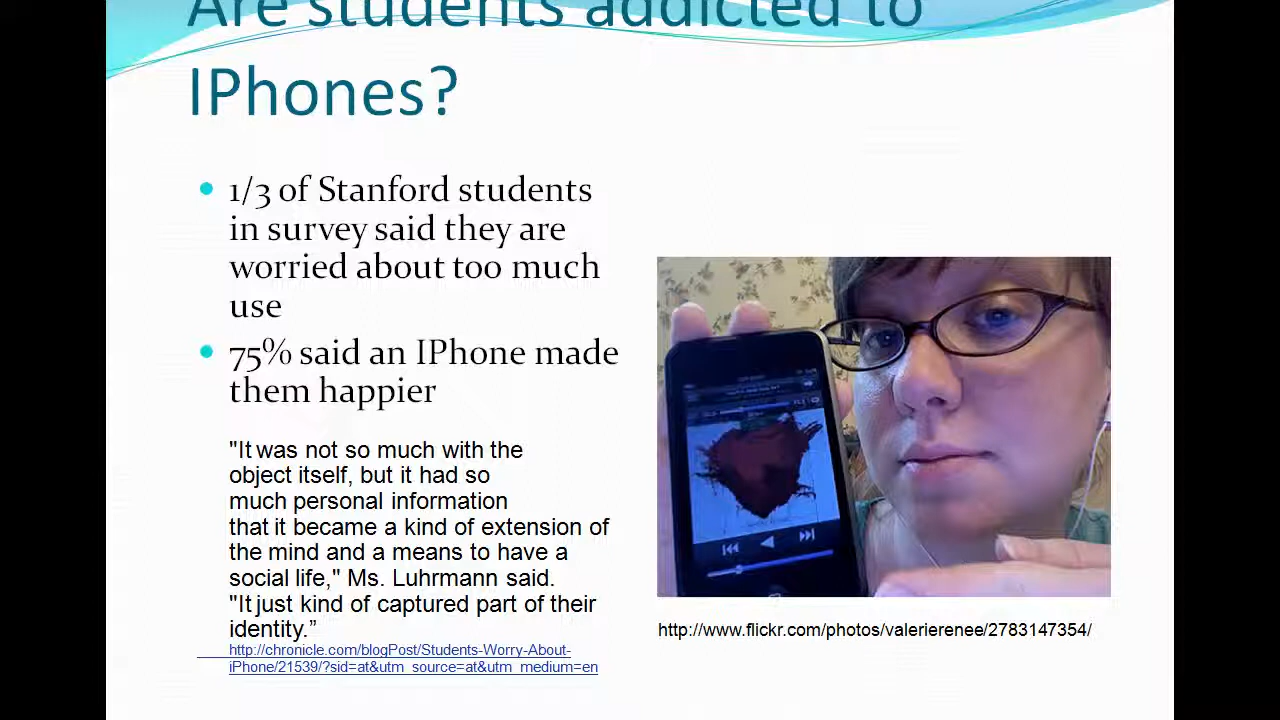 Are students addicted to
IPhones?
1/3 of Stanford students
in survey said they are
worried about too much
use
75% said an IPhone made
them happier
"It was not so much with the
object itself, but it had so
much personal information
that it became a kind of extension of
the mind and a means to have a
social life," Ms. Luhrmann said.
"It just kind of captured part of their
identity.”
http://chronicle.com/blogPost/Students-Worry-About-
iPhone/21539/?sid=at&utm_source=at&utm_medium=en
http://www.flickr.com/photos/valerierenee/2783147354/